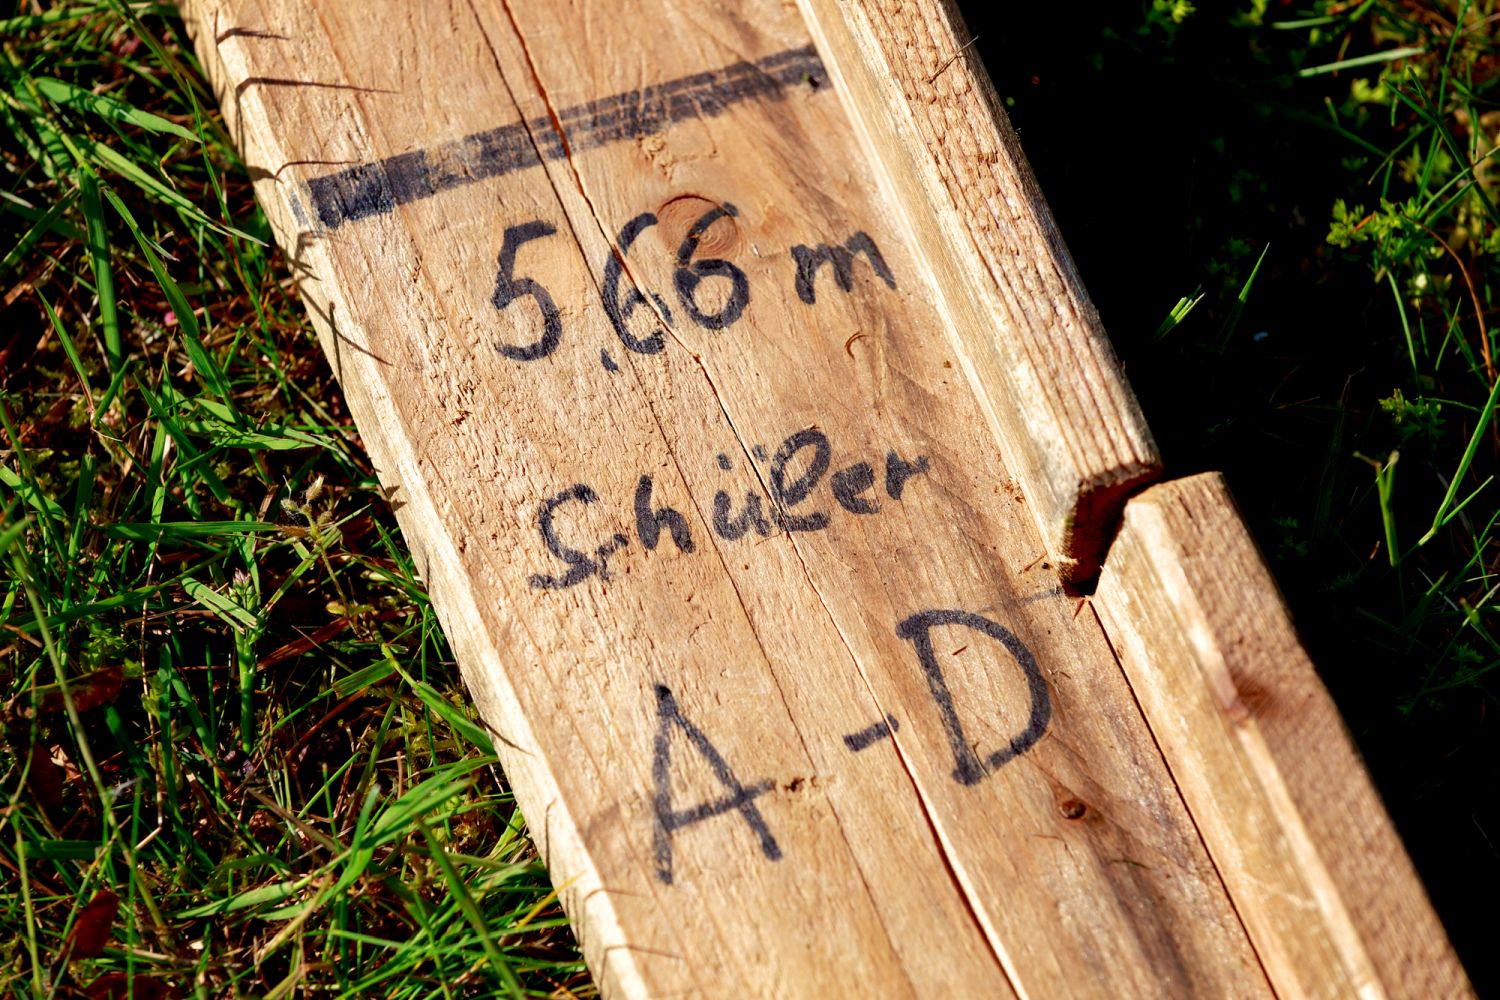 5,66 m
Schüler
A - D